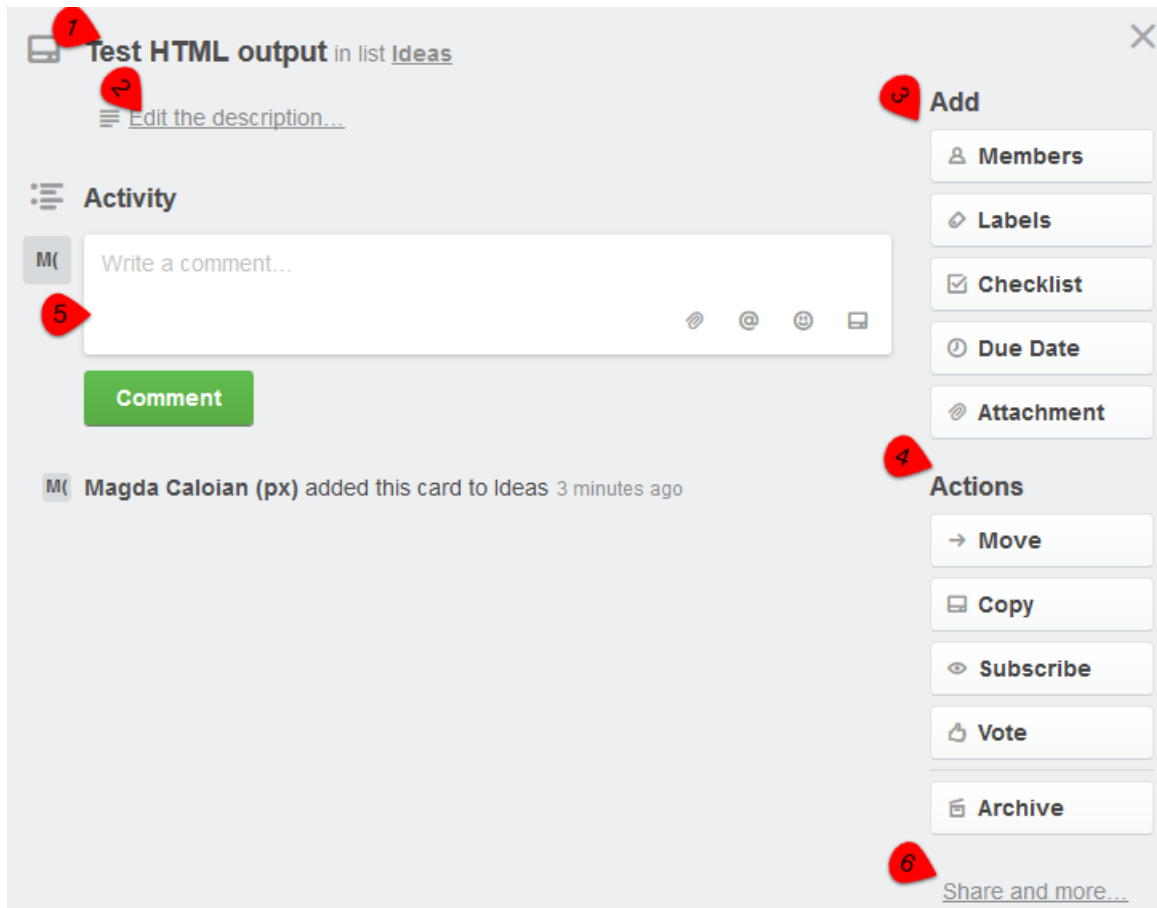 1
Test HTML output in list Ideas
2
Edit the description…
Activity
M(
Write a comment…
5
@
Comment
M( Magda Caloian (px) added this card to Ideas 3 minutes ago
3
Add
Members
Labels
Checklist
Due Date
Attachment
4
Actions
Move
Copy
Subscribe
Vote
Archive
6
Share and more…